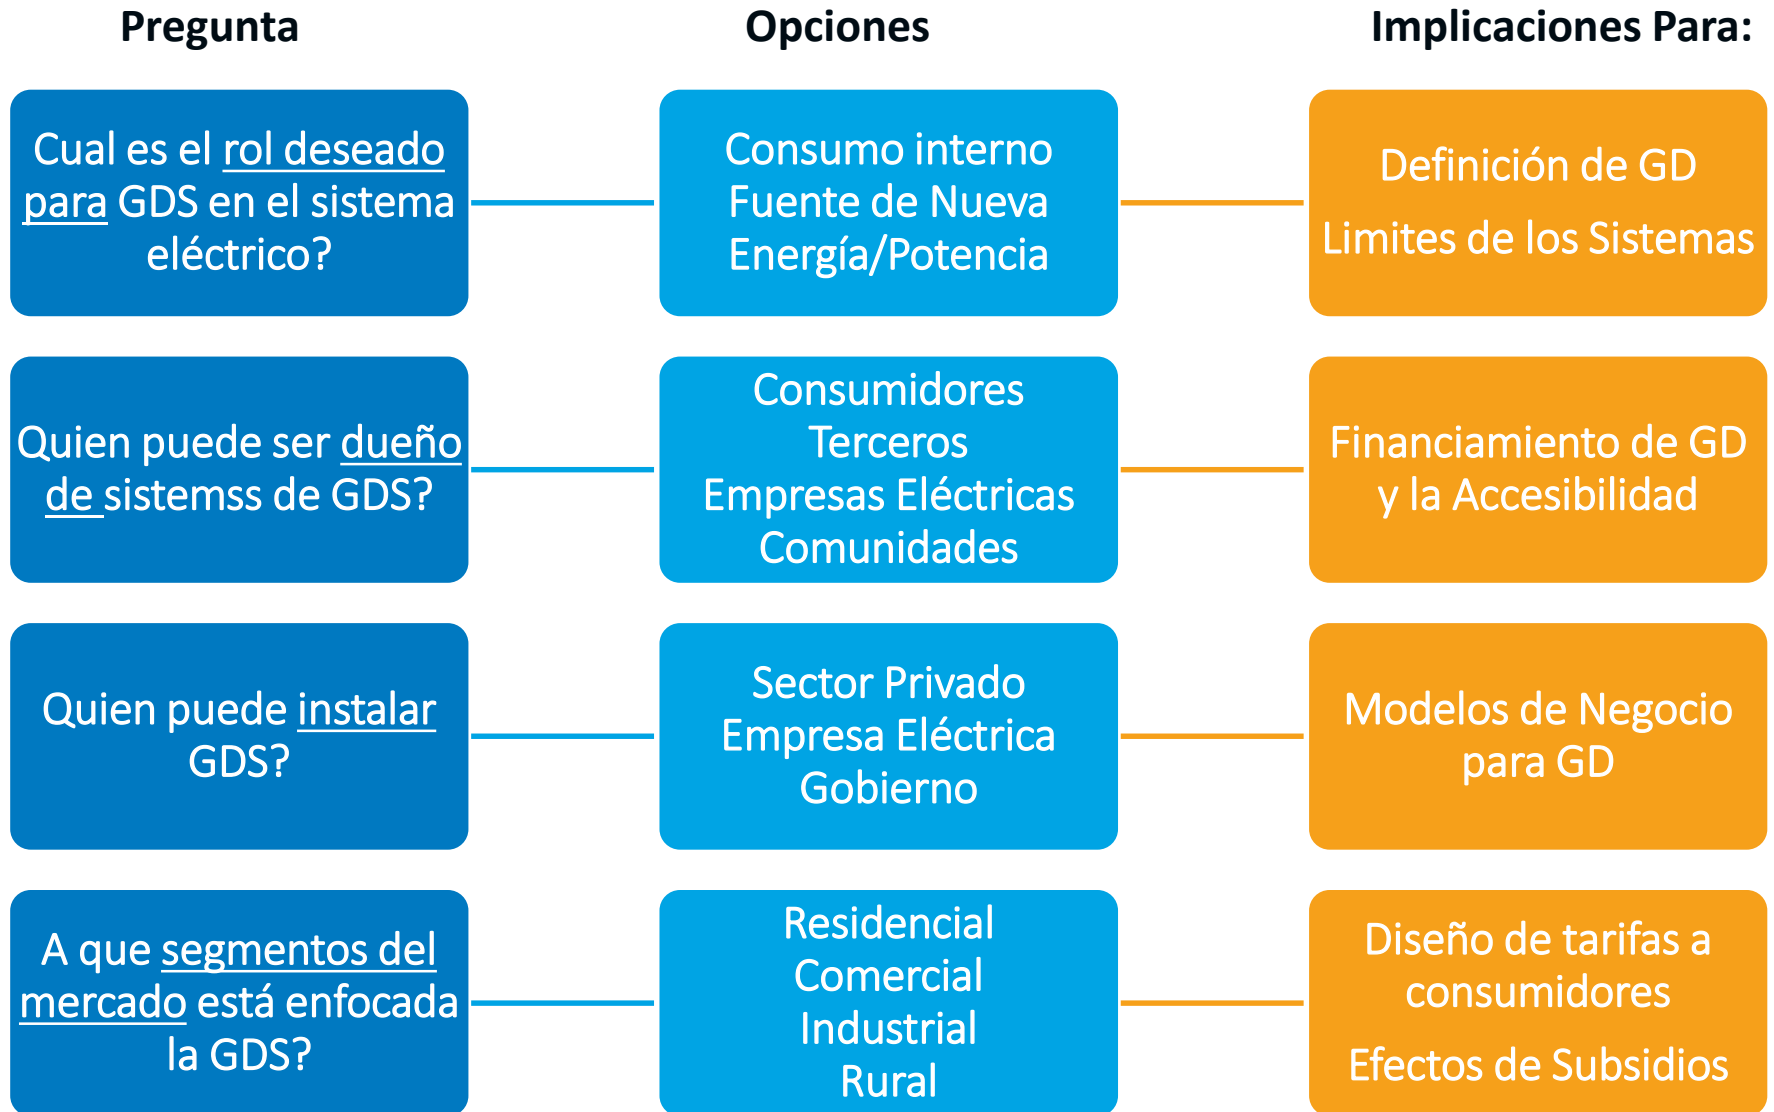 Pregunta
Opciones
Implicaciones Para:
Cual es el rol deseado
para GDS en el sistema
eléctrico?
Consumo interno
Fuente de Nueva
Energía/Potencia
Definición de GD
Limites de los Sistemas
Quien puede ser dueño
de sistemss de GDS?
Consumidores
Terceros
Empresas Eléctricas
Comunidades
Financiamiento de GD
y la Accesibilidad
Quien puede instalar
GDS?
Sector Privado
Empresa Eléctrica
Gobierno
Modelos de Negocio
para GD
A que segmentos del
mercado está enfocada
la GDS?
Residencial
Comercial
Industrial
Rural
Diseño de tarifas a
consumidores
Efectos de Subsidios